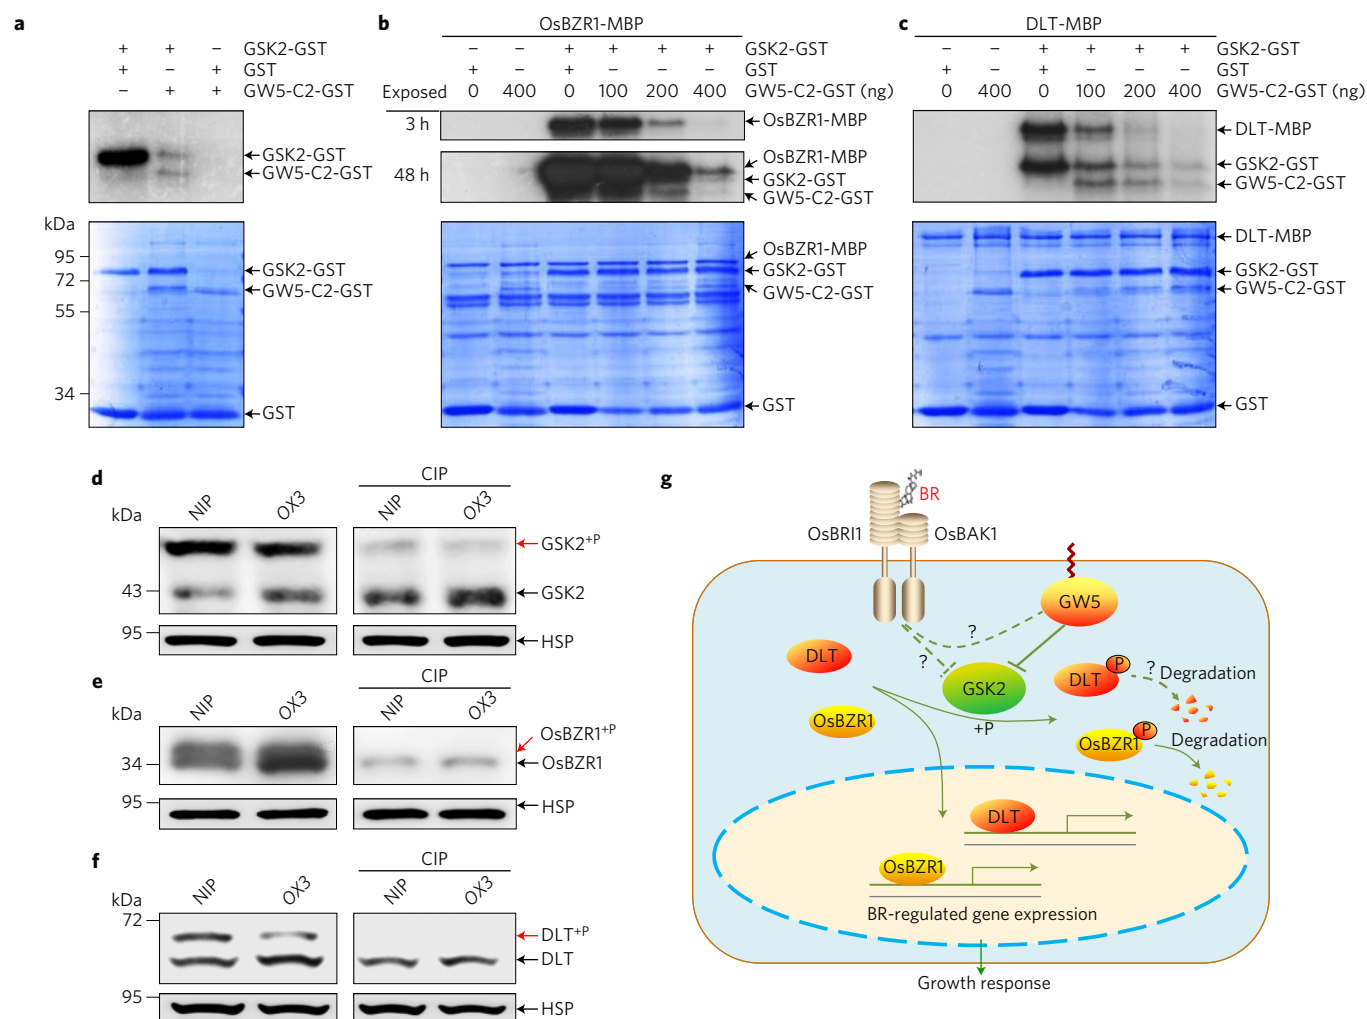 a
+ + − GSK2-GST
+ − + GST
− + + GW5-C2-GST
GSK2-GST
GW5-C2-GST
kDa
95
72
55
34
GSK2-GST
GW5-C2-GST
GST
b
OsBZR1-MBP
− − + + + + GSK2-GST
+ − + − − − GST
Exposed 0 400 0 100 200 400 GW5-C2-GST (ng)
3 h
OsBZR1-MBP
48 h
OsBZR1-MBP
GSK2-GST
GW5-C2-GST
OsBZR1-MBP
GSK2-GST
GW5-C2-GST
GST
c
DLT-MBP
− − + + + + GSK2-GST
+ − + − − − GST
0 400 0 100 200 400 GW5-C2-GST (ng)
DLT-MBP
GSK2-GST
GW5-C2-GST
DLT-MBP
GSK2-GST
GW5-C2-GST
GST
d
CIP
kDa NIP OX3 NIP OX3
GSK2+P
43 GSK2
95 HSP
e
CIP
kDa NIP OX3 NIP OX3
OsBZR1+P
34 OsBZR1
95 HSP
f
CIP
kDa NIP OX3 NIP OX3
72
DLT+P
DLT
95 HSP
g
BR
OsBRI1 OsBAK1
GW5
?
?
DLT
GSK2
DLT P ? Degradation
OsBZR1
+P
OsBZR1 P Degradation
DLT
OsBZR1
BR-regulated gene expression
Growth response